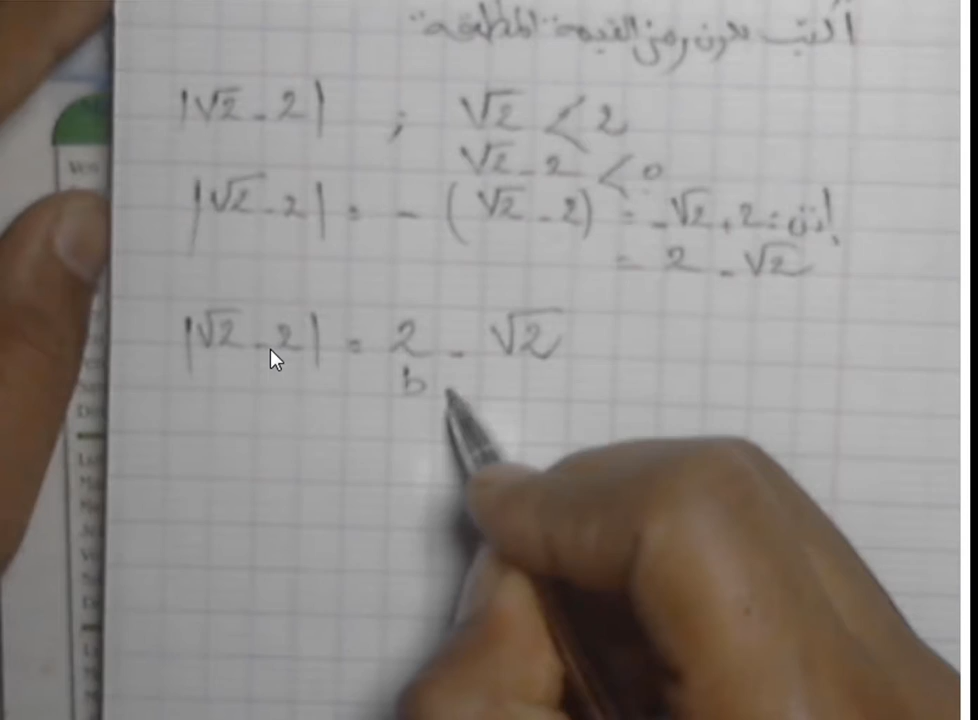 أكتب بدون رمز القيمة المطلقة:
|√2 - 2| ; √2 < 2
√2 - 2 < 0
|√2 - 2| = - (√2 - 2) = -√2 + 2 : إذن
= 2 - √2
|√2 - 2| = 2 - √2
b